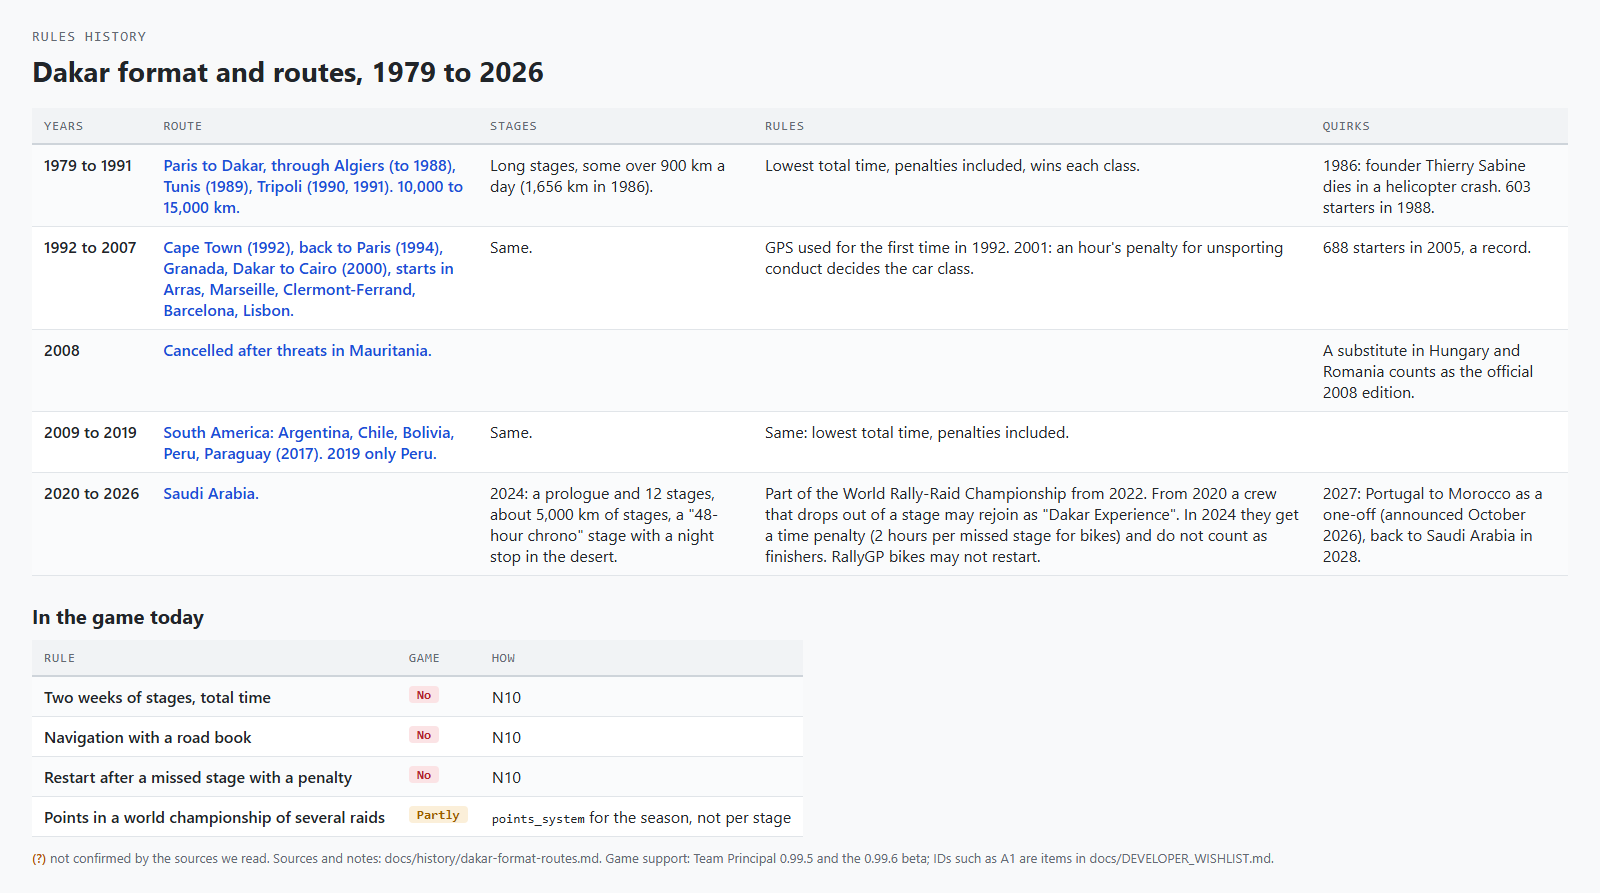 RULES HISTORY
Dakar format and routes, 1979 to 2026
YEARS ROUTE STAGES RULES QUIRKS
1979 to 1991
Paris to Dakar, through Algiers (to 1988),
Tunis (1989), Tripoli (1990, 1991). 10,000 to
15,000 km.
Long stages, some over 900 km a
day (1,656 km in 1986).
Lowest total time, penalties included, wins each class.
1986: founder Thierry Sabine
dies in a helicopter crash. 603
starters in 1988.
1992 to 2007
Cape Town (1992), back to Paris (1994),
Granada, Dakar to Cairo (2000), starts in
Arras, Marseille, Clermont-Ferrand,
Barcelona, Lisbon.
Same.
GPS used for the first time in 1992. 2001: an hour's penalty for unsporting
conduct decides the car class.
688 starters in 2005, a record.
2008
Cancelled after threats in Mauritania.
A substitute in Hungary and
Romania counts as the official
2008 edition.
2009 to 2019
South America: Argentina, Chile, Bolivia,
Peru, Paraguay (2017). 2019 only Peru.
Same.
Same: lowest total time, penalties included.
2020 to 2026
Saudi Arabia.
2024: a prologue and 12 stages,
about 5,000 km of stages, a "48-
hour chrono" stage with a night
stop in the desert.
Part of the World Rally-Raid Championship from 2022. From 2020 a crew
that drops out of a stage may rejoin as "Dakar Experience". In 2024 they get
a time penalty (2 hours per missed stage for bikes) and do not count as
finishers. RallyGP bikes may not restart.
2027: Portugal to Morocco as a
one-off (announced October
2026), back to Saudi Arabia in
2028.
In the game today
RULE GAME HOW
Two weeks of stages, total time No N10
Navigation with a road book No N10
Restart after a missed stage with a penalty No N10
Points in a world championship of several raids Partly points_system for the season, not per stage
(?) not confirmed by the sources we read. Sources and notes: docs/history/dakar-format-routes.md. Game support: Team Principal 0.99.5 and the 0.99.6 beta; IDs such as A1 are items in docs/DEVELOPER_WISHLIST.md.